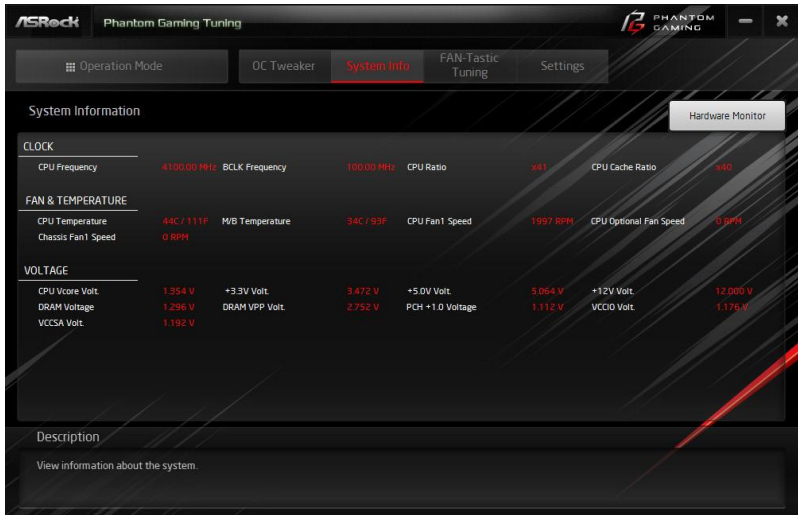 ASRock Phantom Gaming Tuning PHANTOM GAMING
Operation Mode OC Tweaker System Info FAN-Tastic Tuning Settings
System Information
Hardware Monitor
CLOCK
CPU Frequency 4100.00 MHz BCLK Frequency 100.00 MHz CPU Ratio x41 CPU Cache Ratio x40
FAN & TEMPERATURE
CPU Temperature 44C / 111F M/B Temperature 34C / 93F CPU Fan1 Speed 1997 RPM CPU Optional Fan Speed 0 RPM
Chassis Fan1 Speed 0 RPM
VOLTAGE
CPU Vcore Volt. 1.354 V +3.3V Volt. 3.472 V +5.0V Volt. 5.064 V +12V Volt. 12.000 V
DRAM Voltage 1.296 V DRAM VPP Volt. 2.752 V PCH +1.0 Voltage 1.112 V VCCIO Volt. 1.176 V
VCCSA Volt. 1.192 V
Description
View information about the system.